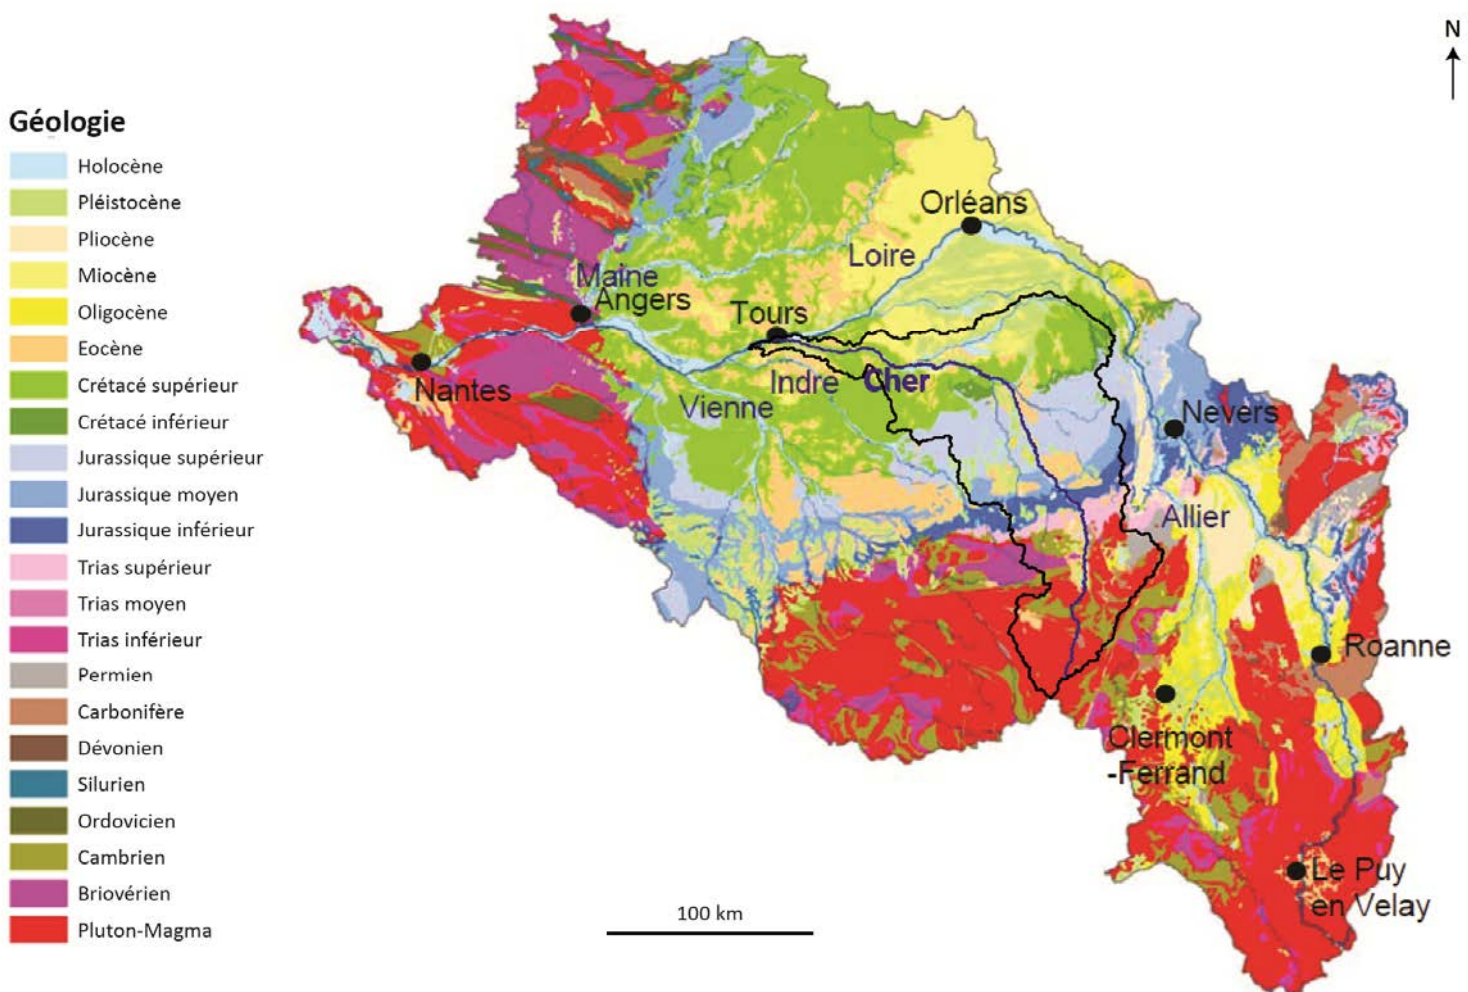 N
Géologie
Holocène
Pléistocène
Pliocène
Miocène
Oligocène
Eocène
Crétacé supérieur
Crétacé inférieur
Jurassique supérieur
Jurassique moyen
Jurassique inférieur
Trias supérieur
Trias moyen
Trias inférieur
Permien
Carbonifère
Dévonien
Silurien
Ordovicien
Cambrien
Briovérien
Pluton-Magma
Orléans
Loire
Maine
Angers
Tours
Nantes
Indre
Cher
Vienne
Nevers
Allier
Roanne
Clermont
-Ferrand
Le Puy
en Velay
100 km